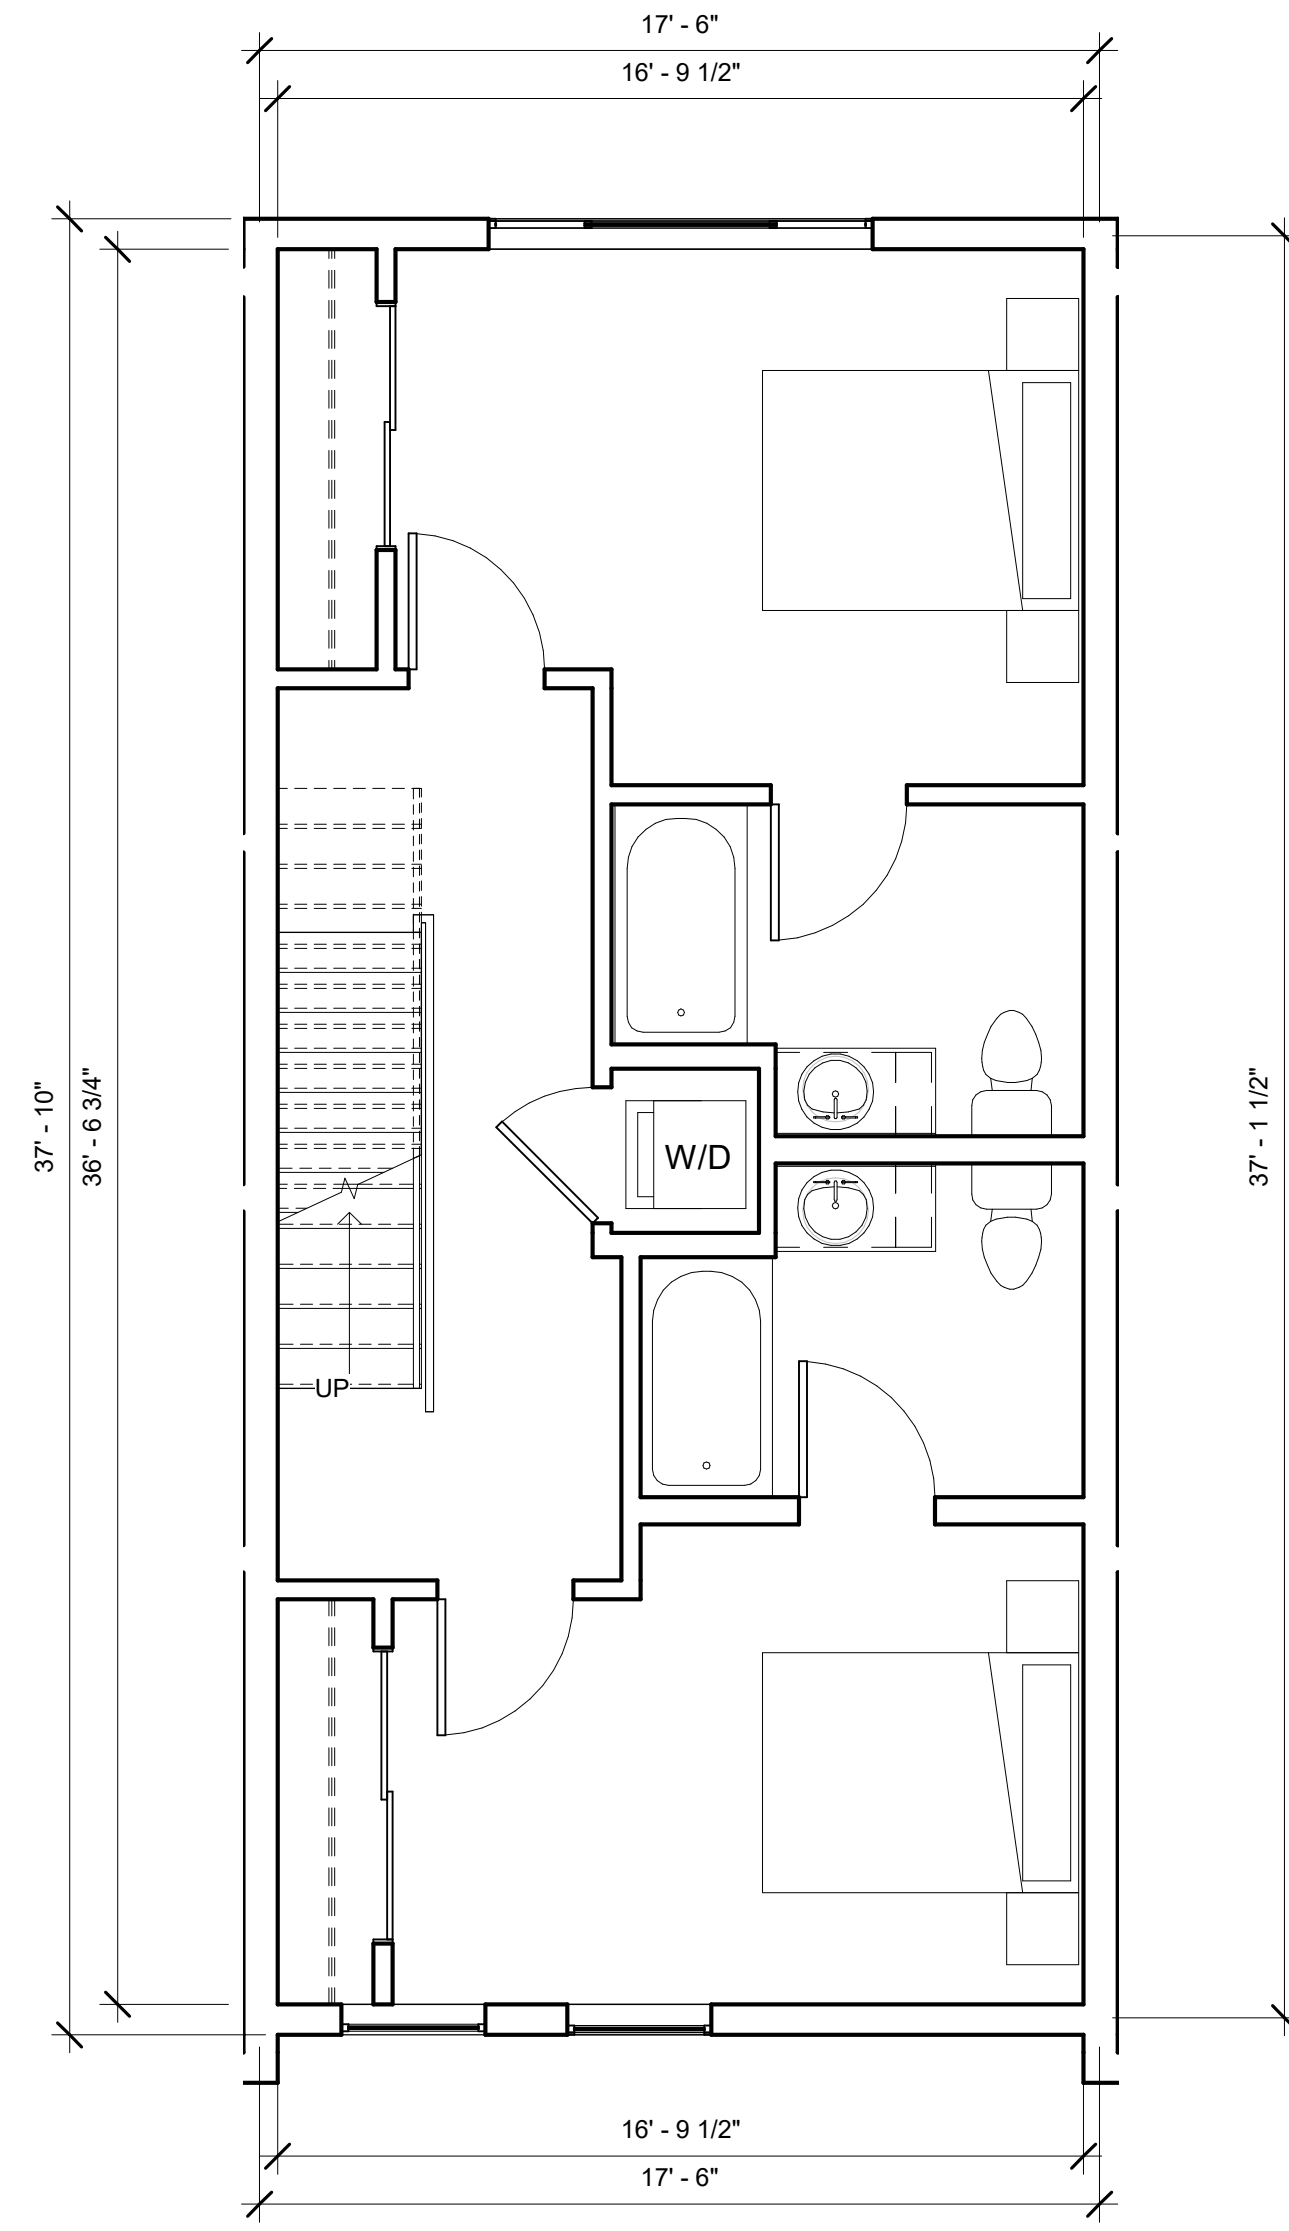 17' - 6"
16' - 9 1/2"
37' - 10"
36' - 6 3/4"
37' - 1 1/2"
W/D
UP
16' - 9 1/2"
17' - 6"